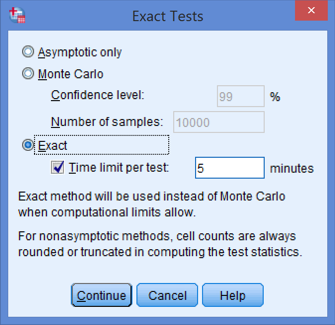 Exact Tests
Asymptotic only
Monte Carlo
Confidence level: 99 %
Number of samples: 10000
Exact
Time limit per test: 5 minutes
Exact method will be used instead of Monte Carlo
when computational limits allow.
For nonasymptotic methods, cell counts are always
rounded or truncated in computing the test statistics.
Continue Cancel Help